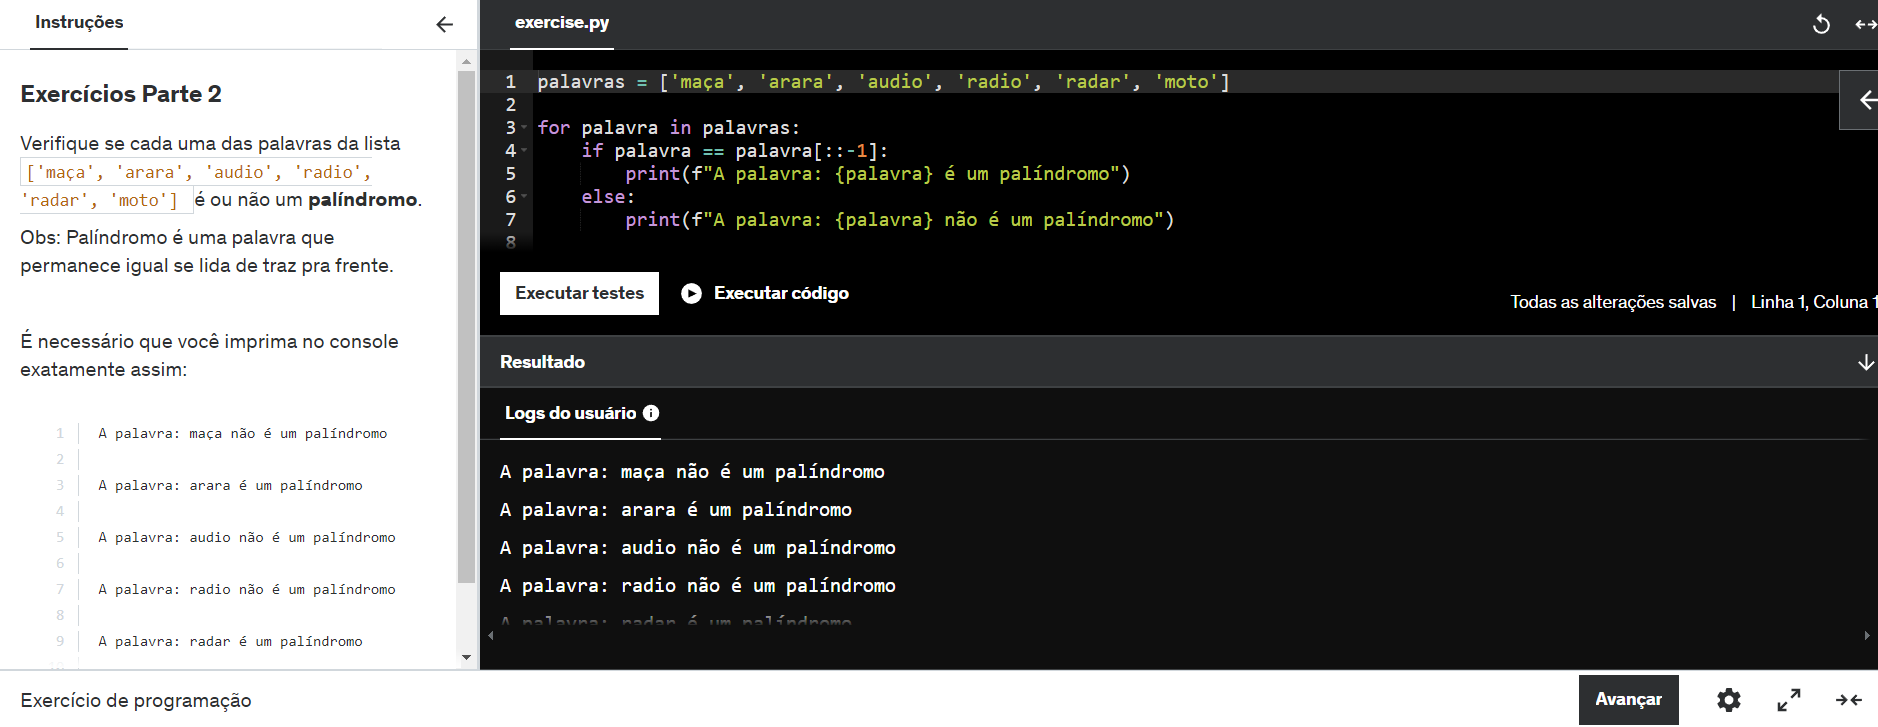 Instruções
Exercícios Parte 2
Verifique se cada uma das palavras da lista
['maça', 'arara', 'audio', 'radio',
'radar', 'moto'] é ou não um palíndromo.
Obs: Palíndromo é uma palavra que
permanece igual se lida de traz pra frente.
É necessário que você imprima no console
exatamente assim:
1 A palavra: maça não é um palíndromo
2
3 A palavra: arara é um palíndromo
4
5 A palavra: audio não é um palíndromo
6
7 A palavra: radio não é um palíndromo
8
9 A palavra: radar é um palíndromo
exercise.py
1 palavras = ['maça', 'arara', 'audio', 'radio', 'radar', 'moto']
2
3 for palavra in palavras:
4     if palavra == palavra[::-1]:
5         print(f"A palavra: {palavra} é um palíndromo")
6     else:
7         print(f"A palavra: {palavra} não é um palíndromo")
8
Executar testes
Executar código
Todas as alterações salvas | Linha 1, Coluna 1
Resultado
Logs do usuário
A palavra: maça não é um palíndromo
A palavra: arara é um palíndromo
A palavra: audio não é um palíndromo
A palavra: radio não é um palíndromo
A palavra: radar é um palíndromo
Exercício de programação
Avançar